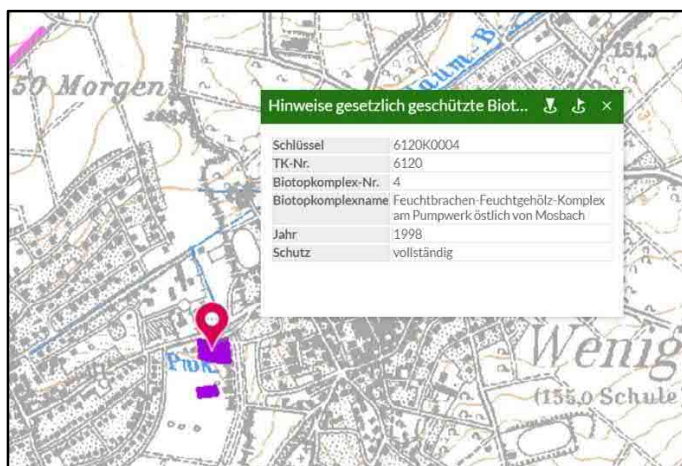 50 Morgen
Laum-B.
151,3
Hinweise gesetzlich geschützte Biot... ×
Schlüssel 6120K0004
TK-Nr. 6120
Biotopkomplex-Nr. 4
Biotopkomplexname Feuchtbrachen-Feuchtgehölz-Komplex
am Pumpwerk östlich von Mosbach
Jahr 1998
Schutz vollständig
Wenig
(155,0 Schule